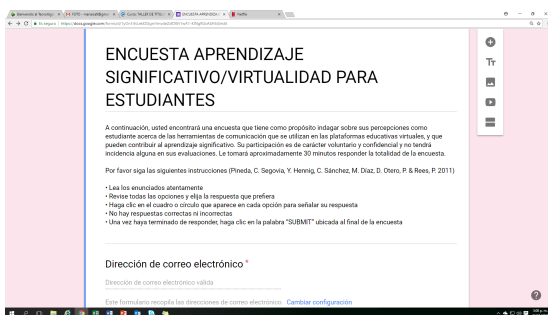 Es seguro
https://docs.google.com/forms/d/
ENCUESTA APRENDIZAJE
SIGNIFICATIVO/VIRTUALIDAD PARA
ESTUDIANTES
A continuación, usted encontrará una encuesta que tiene como propósito indagar sobre sus percepciones como
estudiante acerca de las herramientas de comunicación que se utilizan en las plataformas educativas virtuales, y que
pueden contribuir al aprendizaje significativo. Su participación es de carácter voluntario y confidencial y no tendrá
incidencia alguna en sus evaluaciones. Le tomará aproximadamente 30 minutos responder la totalidad de la encuesta.
Por favor siga las siguientes instrucciones (Pineda, C. Segovia, Y. Hennig, C. Sánchez, M. Díaz, D. Otero, P. & Rees, P. 2011)
• Lea los enunciados atentamente
• Revise todas las opciones y elija la respuesta que prefiera
• Haga clic en el cuadro o círculo que aparece en cada opción para señalar su respuesta
• No hay respuestas correctas ni incorrectas
• Una vez haya terminado de responder, haga clic en la palabra "SUBMIT" ubicada al final de la encuesta
Dirección de correo electrónico *
Dirección de correo electrónico válida
Este formulario recopila las direcciones de correo electrónico. Cambiar configuración